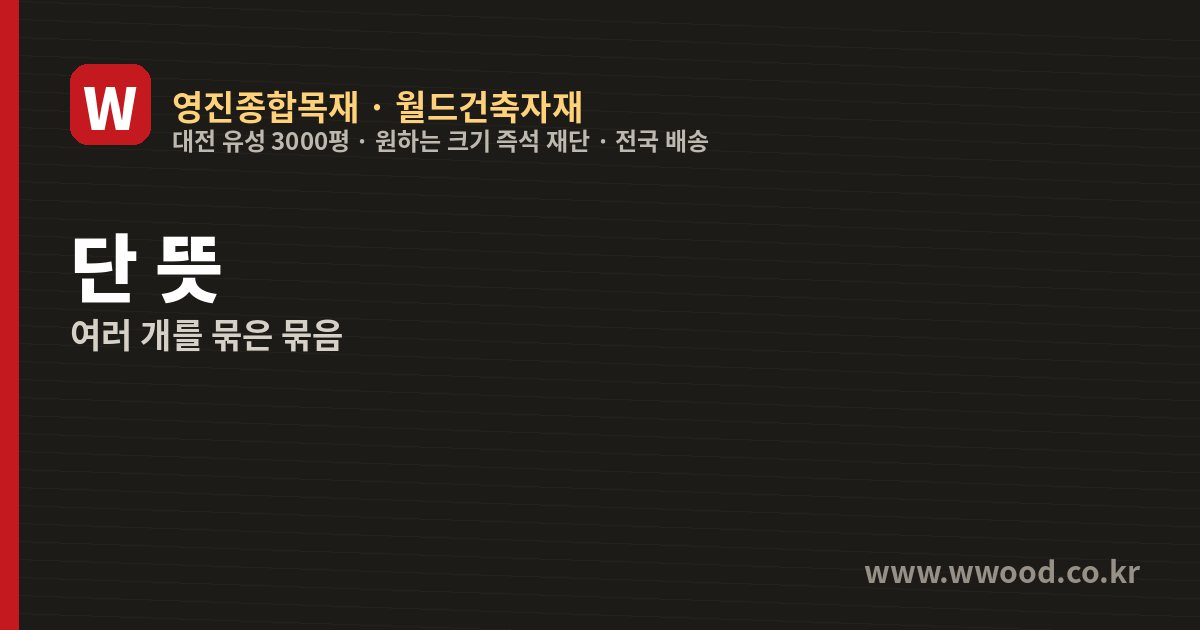 W
영진종합목재 · 월드건축자재
대전 유성 3000평 · 원하는 크기 즉석 재단 · 전국 배송
단 뜻
여러 개를 묶은 묶음
www.wwood.co.kr